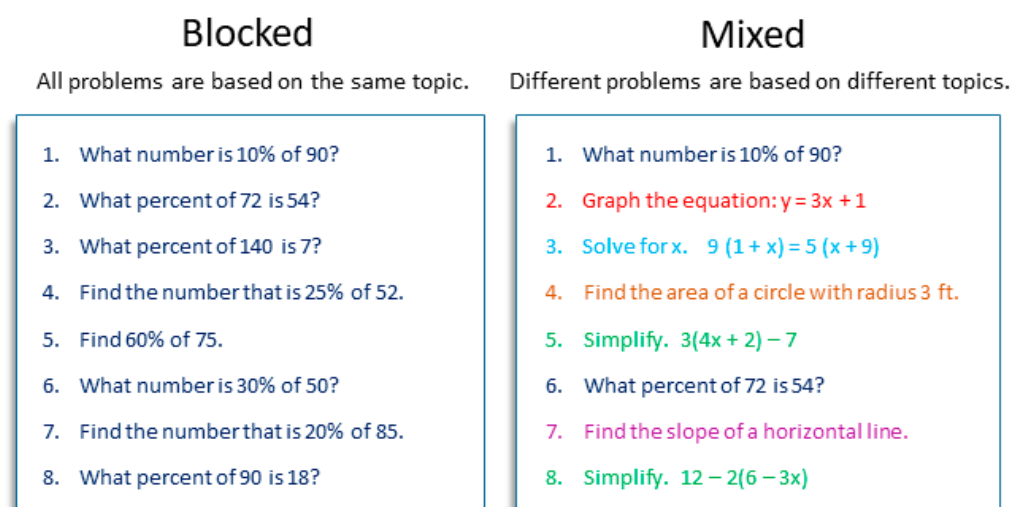 Blocked
All problems are based on the same topic.
1. What number is 10% of 90?
2. What percent of 72 is 54?
3. What percent of 140 is 7?
4. Find the number that is 25% of 52.
5. Find 60% of 75.
6. What number is 30% of 50?
7. Find the number that is 20% of 85.
8. What percent of 90 is 18?
Mixed
Different problems are based on different topics.
1. What number is 10% of 90?
2. Graph the equation: y = 3x + 1
3. Solve for x. 9 (1 + x) = 5 (x + 9)
4. Find the area of a circle with radius 3 ft.
5. Simplify. 3(4x + 2) – 7
6. What percent of 72 is 54?
7. Find the slope of a horizontal line.
8. Simplify. 12 – 2(6 – 3x)